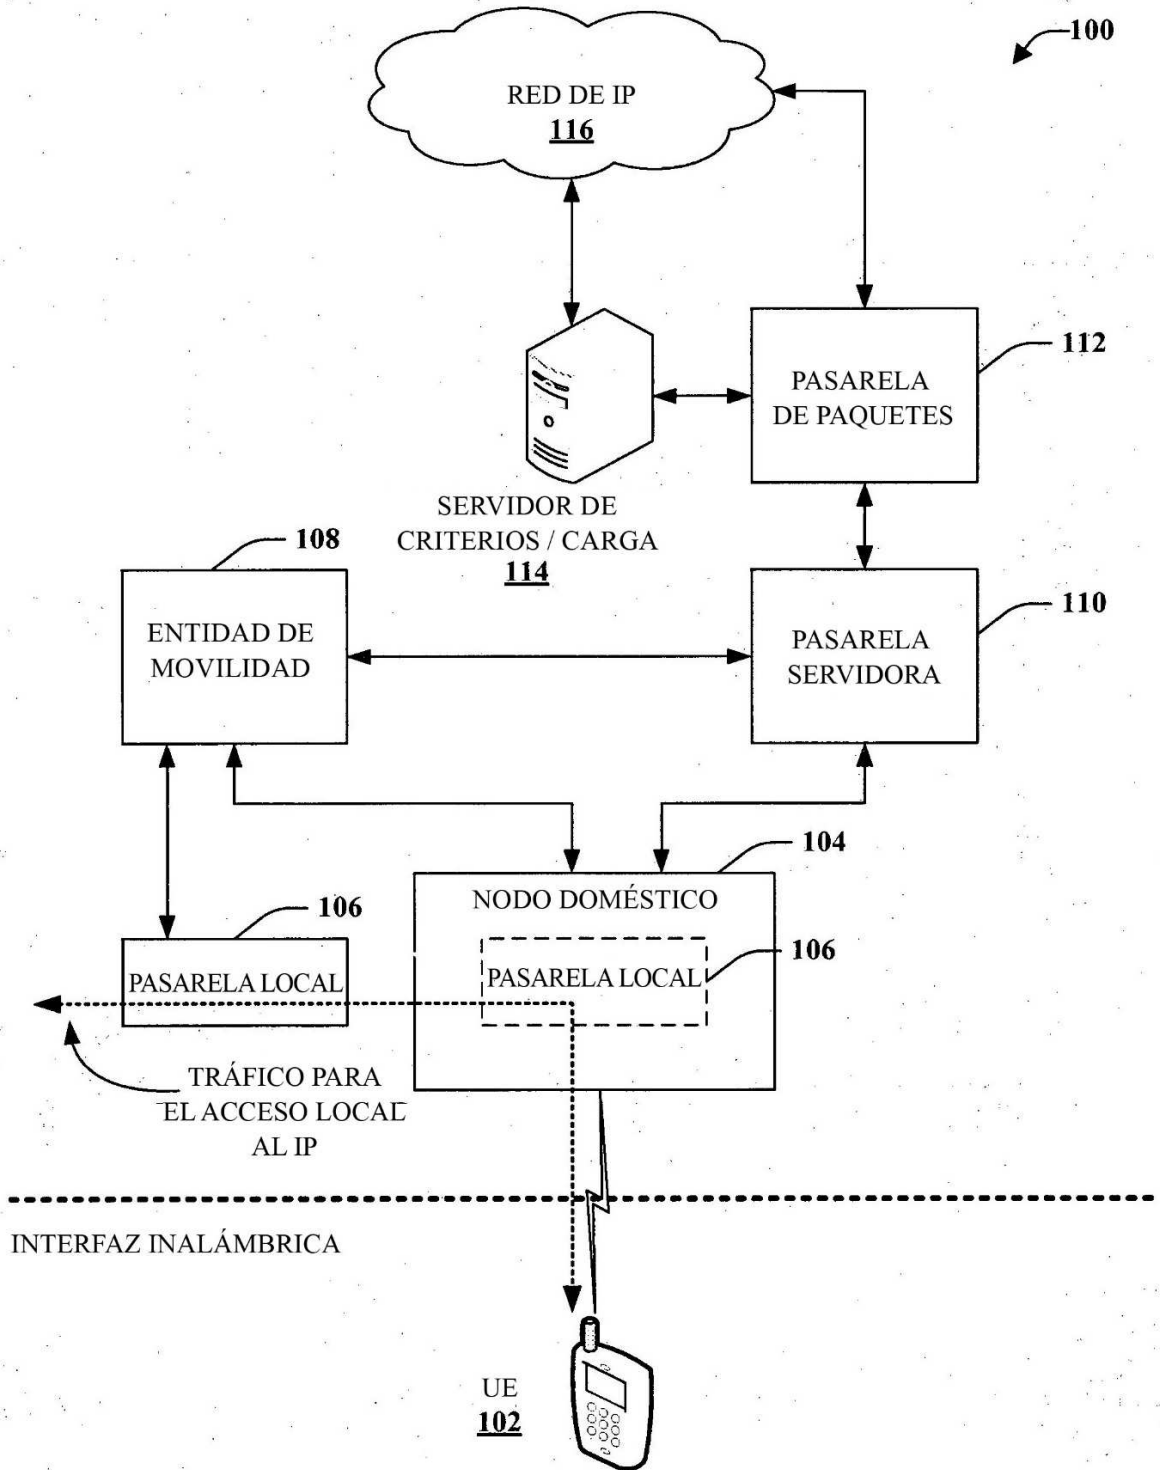 100
RED DE IP
116
112
PASARELA
DE PAQUETES
SERVIDOR DE
CRITERIOS / CARGA
114
108
ENTIDAD DE
MOVILIDAD
110
PASARELA
SERVIDORA
104
NODO DOMÉSTICO
106
PASARELA LOCAL
106
PASARELA LOCAL
TRÁFICO PARA
EL ACCESO LOCAL
AL IP
INTERFAZ INALÁMBRICA
UE
102